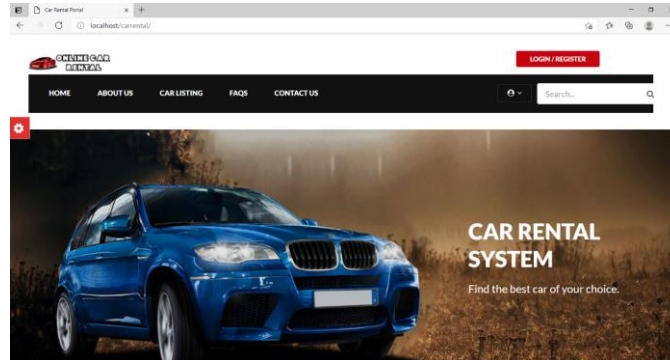 Car Rental Portal
localhost/carrental/
ONLINE CAR
RENTAL
LOGIN / REGISTER
HOME ABOUT US CAR LISTING FAQS CONTACT US
Search...
CAR RENTAL
SYSTEM
Find the best car of your choice.